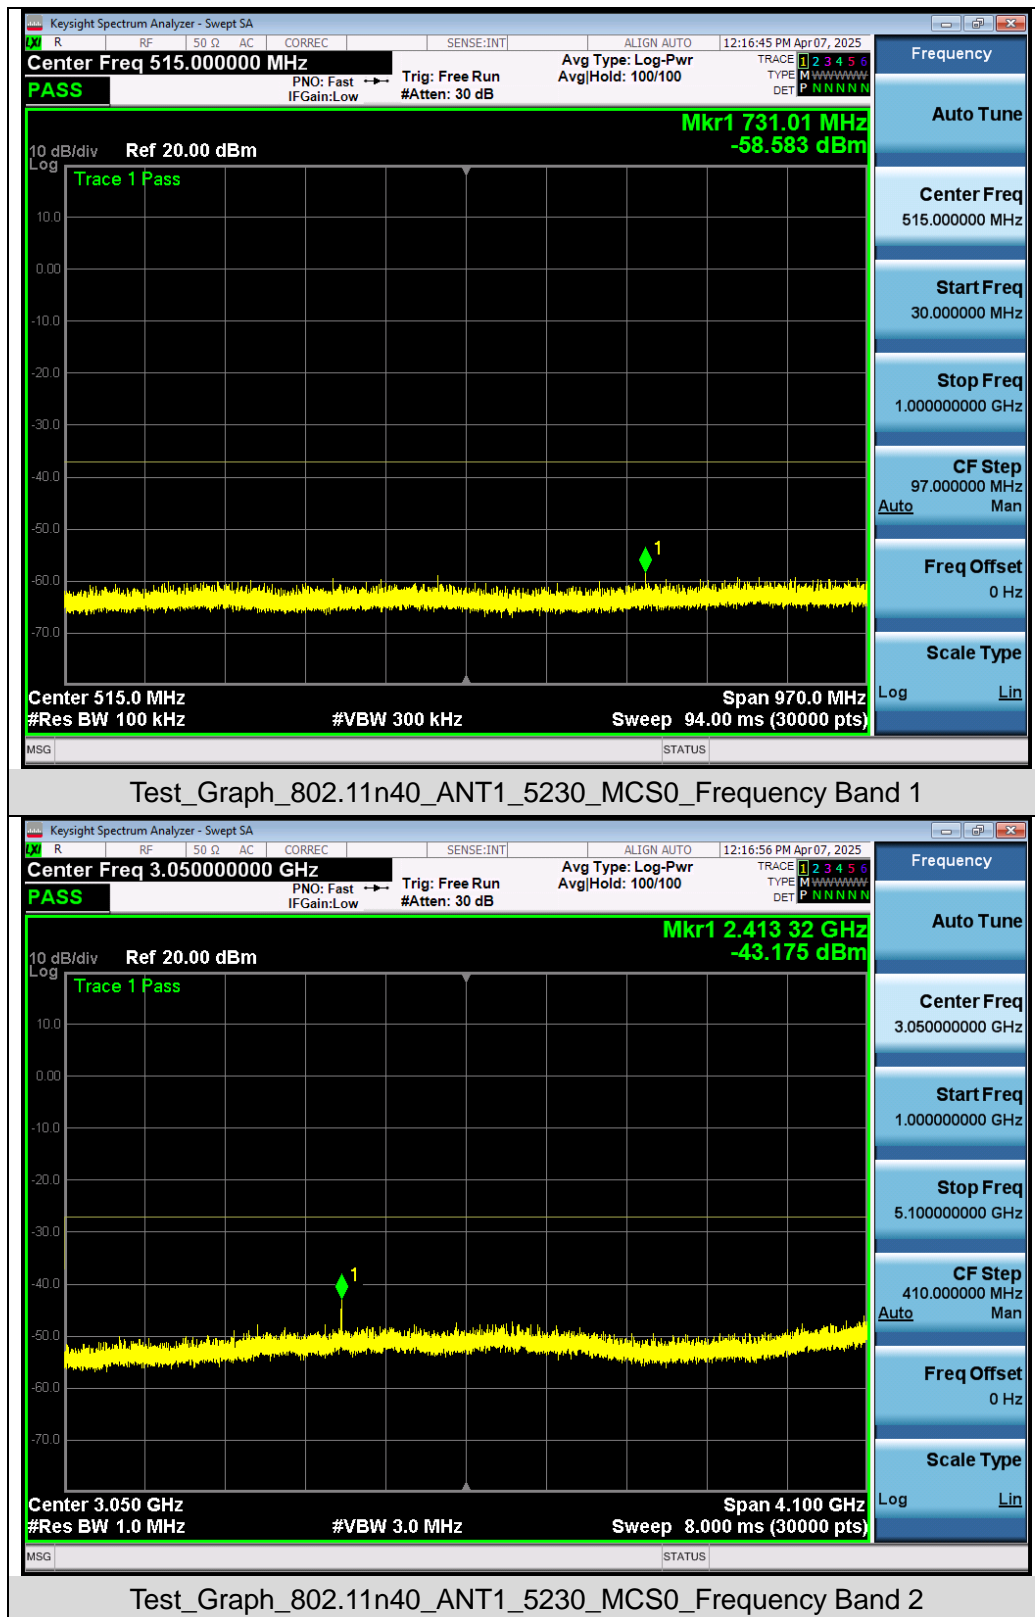 Keysight Spectrum Analyzer - Swept SA
LXI R RF 50 Ω AC CORREC SENSE:INT ALIGN AUTO 12:16:45 PM Apr 07, 2025
Center Freq 515.000000 MHz
PASS
PNO: Fast
IFGain:Low
Trig: Free Run
#Atten: 30 dB
Avg Type: Log-Pwr
Avg|Hold: 100/100
TRACE 1 2 3 4 5 6
TYPE M WWWWW
DET P N N N N N
Mkr1 731.01 MHz
-58.583 dBm
10 dB/div Ref 20.00 dBm
Log
Trace 1 Pass
10.0
0.00
-10.0
-20.0
-30.0
-40.0
-50.0
-60.0
-70.0
1
Center 515.0 MHz Span 970.0 MHz
#Res BW 100 kHz #VBW 300 kHz Sweep 94.00 ms (30000 pts)
MSG STATUS
Frequency
Auto Tune
Center Freq
515.000000 MHz
Start Freq
30.000000 MHz
Stop Freq
1.000000000 GHz
CF Step
97.000000 MHz
Auto Man
Freq Offset
0 Hz
Scale Type
Log Lin
Test_Graph_802.11n40_ANT1_5230_MCS0_Frequency Band 1
Keysight Spectrum Analyzer - Swept SA
LXI R RF 50 Ω AC CORREC SENSE:INT ALIGN AUTO 12:16:56 PM Apr 07, 2025
Center Freq 3.050000000 GHz
PASS
PNO: Fast
IFGain:Low
Trig: Free Run
#Atten: 30 dB
Avg Type: Log-Pwr
Avg|Hold: 100/100
TRACE 1 2 3 4 5 6
TYPE M WWWWW
DET P N N N N N
Mkr1 2.413 32 GHz
-43.175 dBm
10 dB/div Ref 20.00 dBm
Log
Trace 1 Pass
10.0
0.00
-10.0
-20.0
-30.0
-40.0
-50.0
-60.0
-70.0
1
Center 3.050 GHz Span 4.100 GHz
#Res BW 1.0 MHz #VBW 3.0 MHz Sweep 8.000 ms (30000 pts)
MSG STATUS
Frequency
Auto Tune
Center Freq
3.050000000 GHz
Start Freq
1.000000000 GHz
Stop Freq
5.100000000 GHz
CF Step
410.000000 MHz
Auto Man
Freq Offset
0 Hz
Scale Type
Log Lin
Test_Graph_802.11n40_ANT1_5230_MCS0_Frequency Band 2